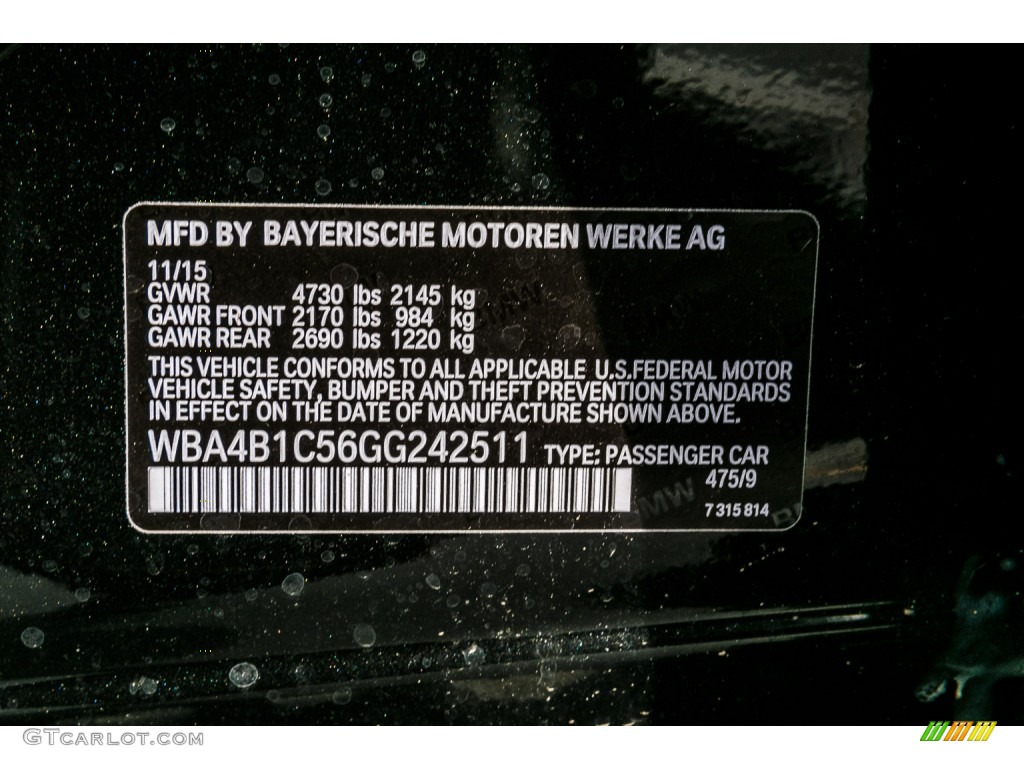 MFD BY BAYERISCHE MOTOREN WERKE AG
11/15
GVWR 4730 lbs 2145 kg
GAWR FRONT 2170 lbs 984 kg
GAWR REAR 2690 lbs 1220 kg
THIS VEHICLE CONFORMS TO ALL APPLICABLE U.S.FEDERAL MOTOR
VEHICLE SAFETY, BUMPER AND THEFT PREVENTION STANDARDS
IN EFFECT ON THE DATE OF MANUFACTURE SHOWN ABOVE.
WBA4B1C56GG242511 TYPE: PASSENGER CAR
475/9
7 315 814
GTCARLOT.COM